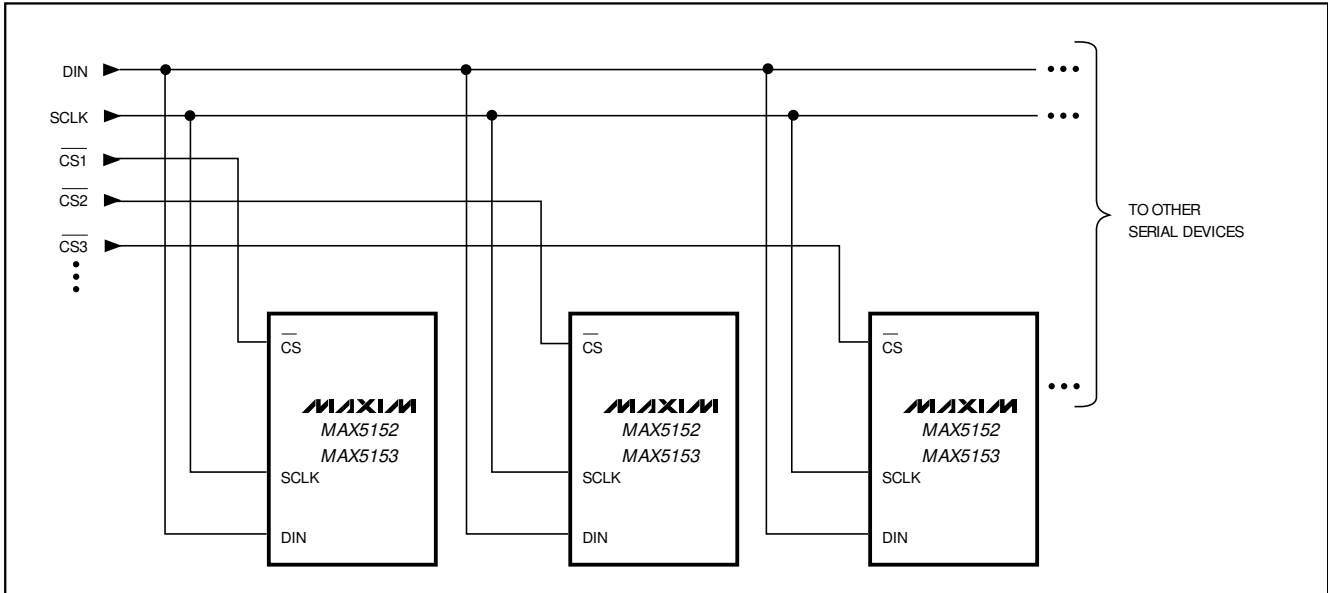 DIN
SCLK
CS1
CS2
CS3
TO OTHER
SERIAL DEVICES
CS
MAXIM
MAX5152
MAX5153
SCLK
DIN
CS
MAXIM
MAX5152
MAX5153
SCLK
DIN
CS
MAXIM
MAX5152
MAX5153
SCLK
DIN